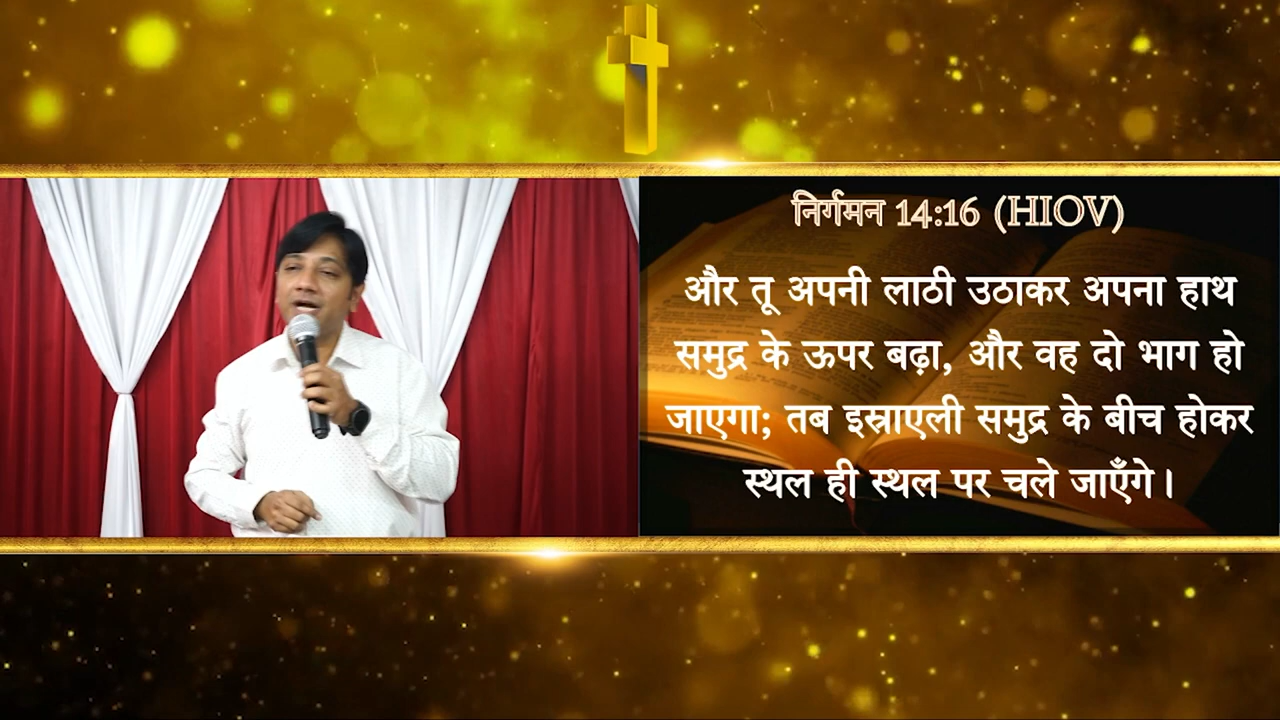 निर्गमन 14:16 (HIOV)
और तू अपनी लाठी उठाकर अपना हाथ
समुद्र के ऊपर बढ़ा, और वह दो भाग हो
जाएगा; तब इस्राएली समुद्र के बीच होकर
स्थल ही स्थल पर चले जाएँगे।